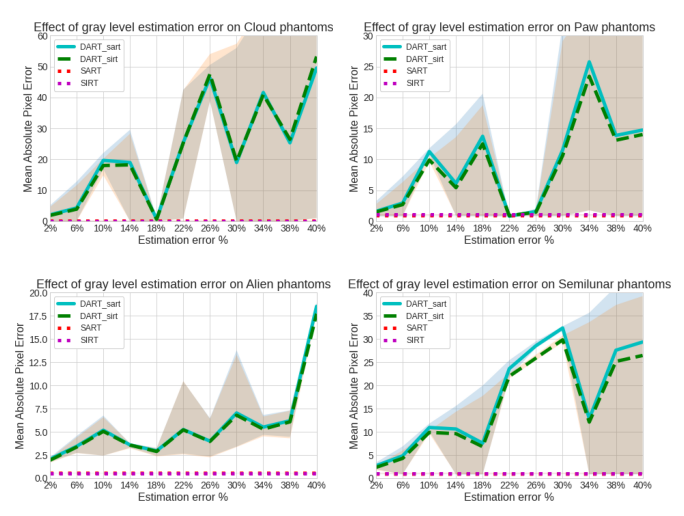 Effect of gray level estimation error on Cloud phantoms
Mean Absolute Pixel Error
60
50
40
30
20
10
0
DART_sart
DART_sirt
SART
SIRT
2% 6% 10% 14% 18% 22% 26% 30% 34% 38% 40%
Estimation error %
Effect of gray level estimation error on Paw phantoms
Mean Absolute Pixel Error
30
25
20
15
10
5
0
DART_sart
DART_sirt
SART
SIRT
2% 6% 10% 14% 18% 22% 26% 30% 34% 38% 40%
Estimation error %
Effect of gray level estimation error on Alien phantoms
Mean Absolute Pixel Error
20.0
17.5
15.0
12.5
10.0
7.5
5.0
2.5
0.0
DART_sart
DART_sirt
SART
SIRT
2% 6% 10% 14% 18% 22% 26% 30% 34% 38% 40%
Estimation error %
Effect of gray level estimation error on Semilunar phantoms
Mean Absolute Pixel Error
40
35
30
25
20
15
10
5
0
DART_sart
DART_sirt
SART
SIRT
2% 6% 10% 14% 18% 22% 26% 30% 34% 38% 40%
Estimation error %